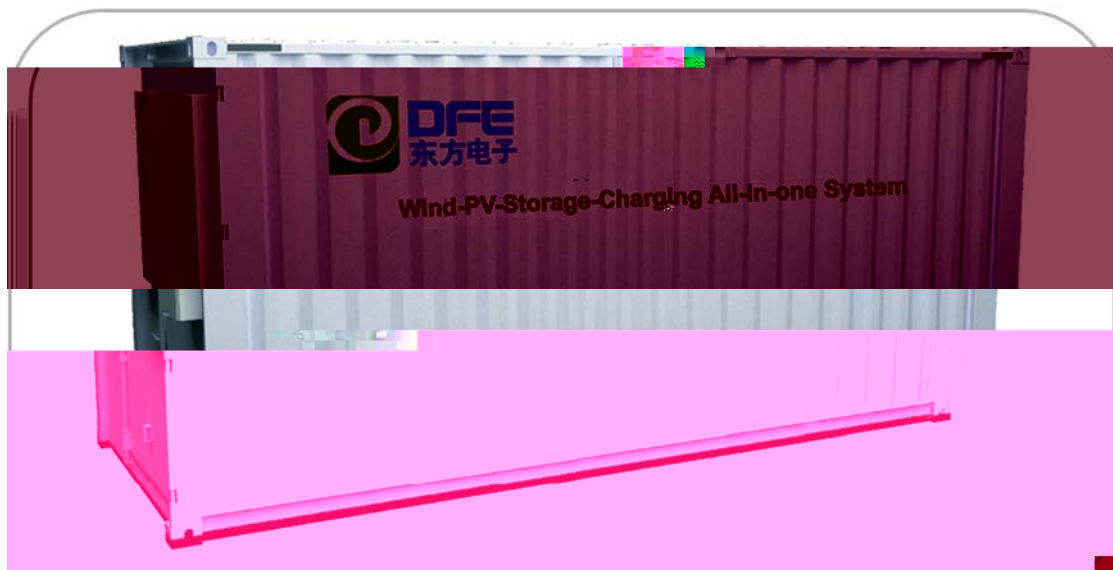 DFE
东方电子
Wind-PV-Storage-Charging All-in-one System